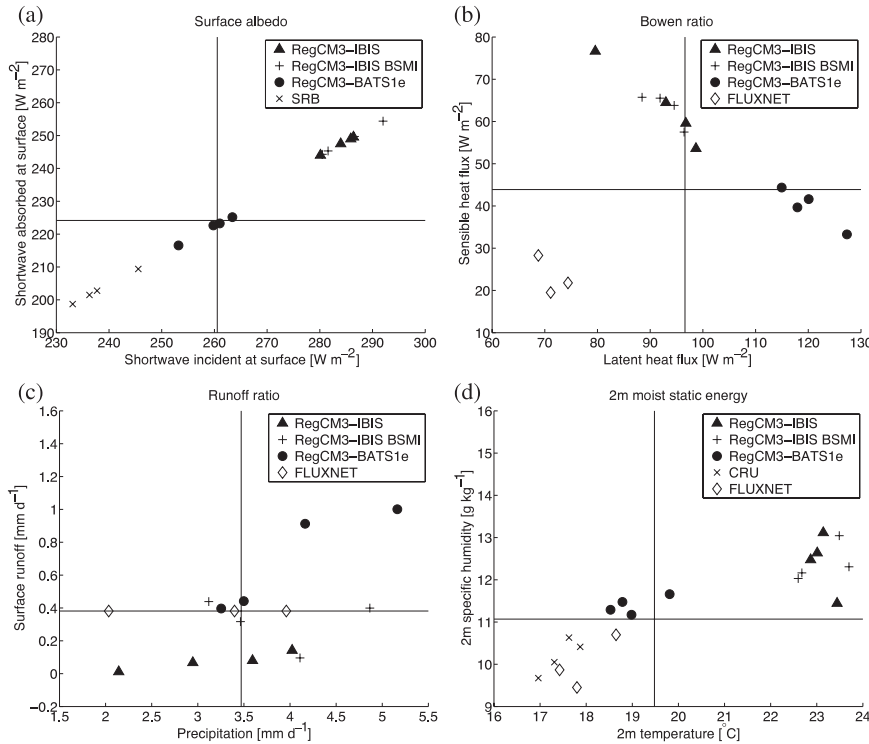 (a)
Surface albedo
Shortwave absorbed at surface [W m⁻²]
280
270
260
250
240
230
220
210
200
190
RegCM3−IBIS
RegCM3−IBIS BSMI
RegCM3−BATS1e
SRB
230 240 250 260 270 280 290 300
Shortwave incident at surface [W m⁻²]
(b)
Bowen ratio
Sensible heat flux [W m⁻²]
80
70
60
50
40
30
20
10
RegCM3−IBIS
RegCM3−IBIS BSMI
RegCM3−BATS1e
FLUXNET
60 70 80 90 100 110 120 130
Latent heat flux [W m⁻²]
(c)
Runoff ratio
Surface runoff [mm d⁻¹]
1.6
1.4
1.2
1
0.8
0.6
0.4
0.2
0
−0.2
RegCM3−IBIS
RegCM3−IBIS BSMI
RegCM3−BATS1e
FLUXNET
1.5 2 2.5 3 3.5 4 4.5 5 5.5
Precipitation [mm d⁻¹]
(d)
2m moist static energy
2m specific humidity [g kg⁻¹]
16
15
14
13
12
11
10
9
RegCM3−IBIS
RegCM3−IBIS BSMI
RegCM3−BATS1e
CRU
FLUXNET
16 17 18 19 20 21 22 23 24
2m temperature [°C]